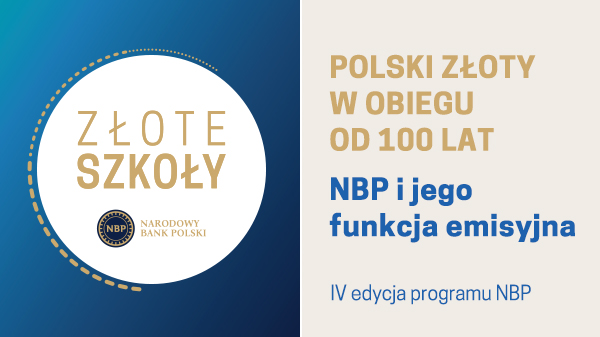 ZŁOTE
SZKOŁY
NBP
NARODOWY
BANK POLSKI
POLSKI ZŁOTY
W OBIEGU
OD 100 LAT
NBP i jego
funkcja emisyjna
IV edycja programu NBP